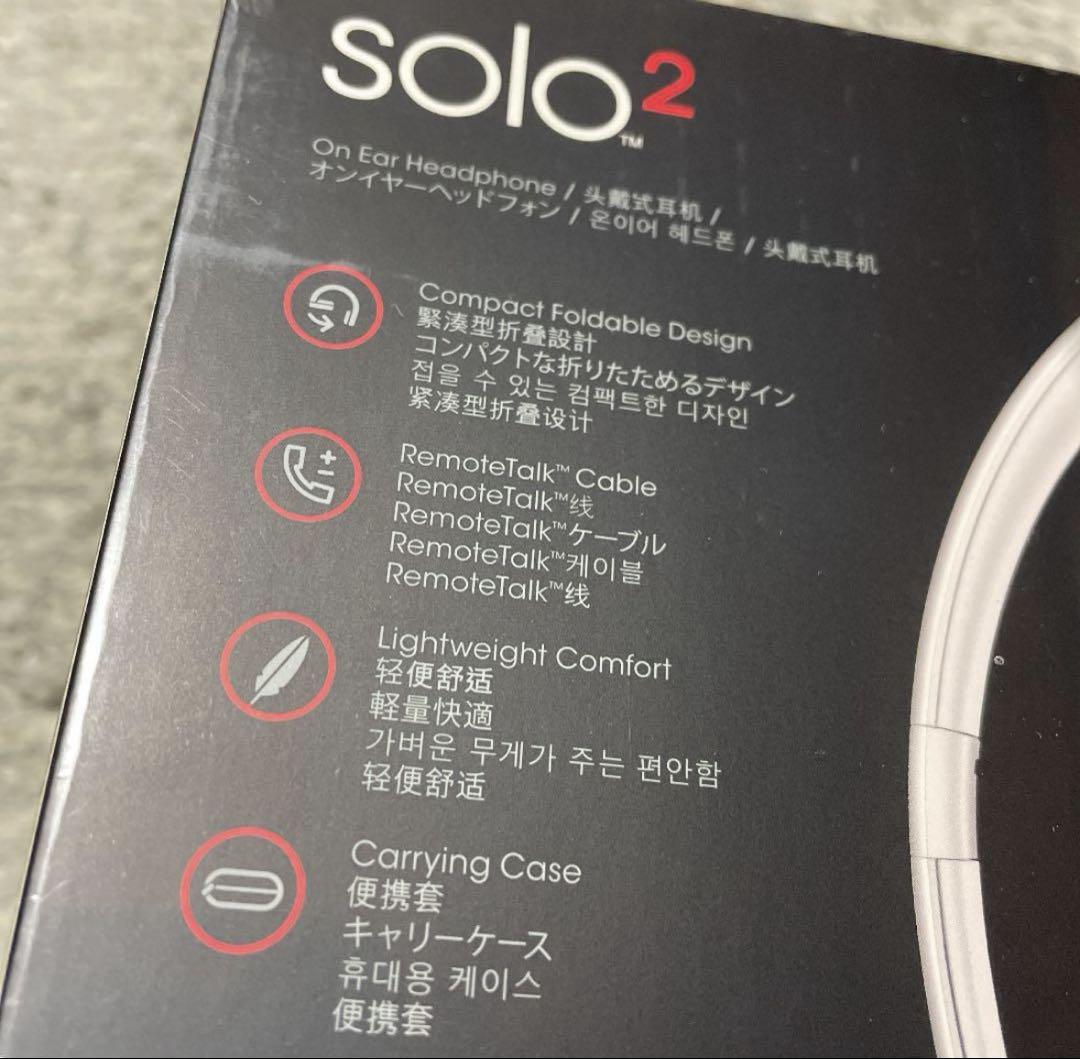 solo2™
On Ear Headphone / 头戴式耳机 /
オンイヤーヘッドフォン / 온이어 헤드폰 / 头戴式耳机
Compact Foldable Design
緊湊型折叠設計
コンパクトな折りたためるデザイン
접을 수 있는 컴팩트한 디자인
紧凑型折叠设计
RemoteTalk™ Cable
RemoteTalk™线
RemoteTalk™ケーブル
RemoteTalk™케이블
RemoteTalk™线
Lightweight Comfort
轻便舒适
軽量快適
가벼운 무게가 주는 편안함
轻便舒适
Carrying Case
便携套
キャリーケース
휴대용 케이스
便携套